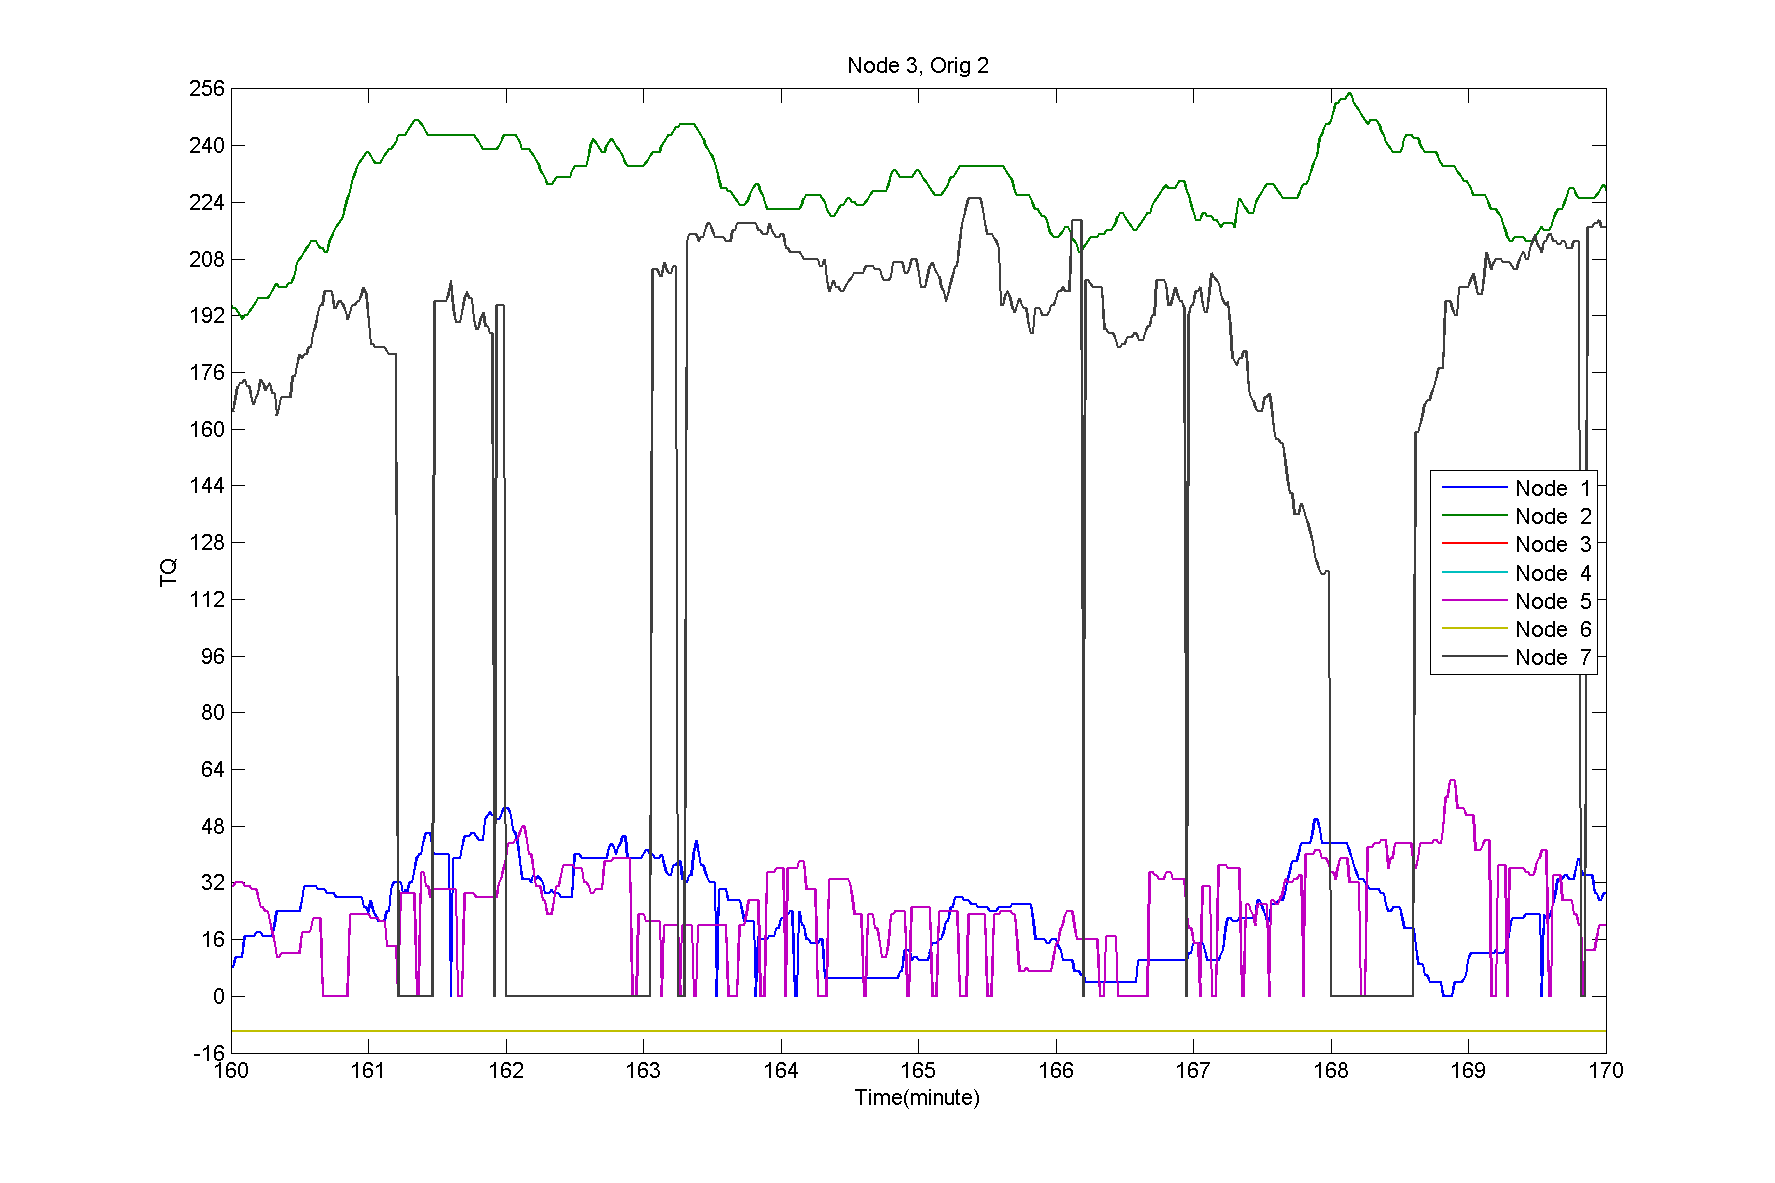 Node 3, Orig 2
256
240
224
208
192
176
160
144
128
112
96
80
64
48
32
16
0
-16
TQ
Node 1
Node 2
Node 3
Node 4
Node 5
Node 6
Node 7
160 161 162 163 164 165 166 167 168 169 170
Time(minute)